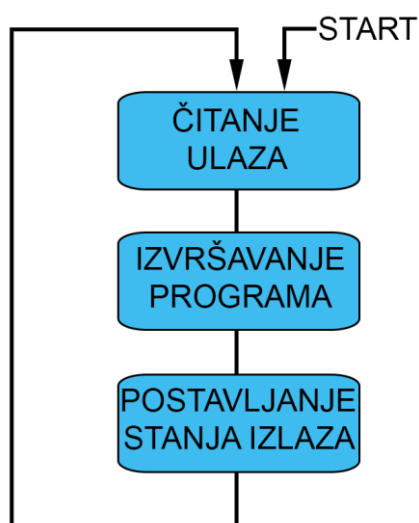 START
ČITANJE
ULAZA
IZVRŠAVANJE
PROGRAMA
POSTAVLJANJE
STANJA IZLAZA